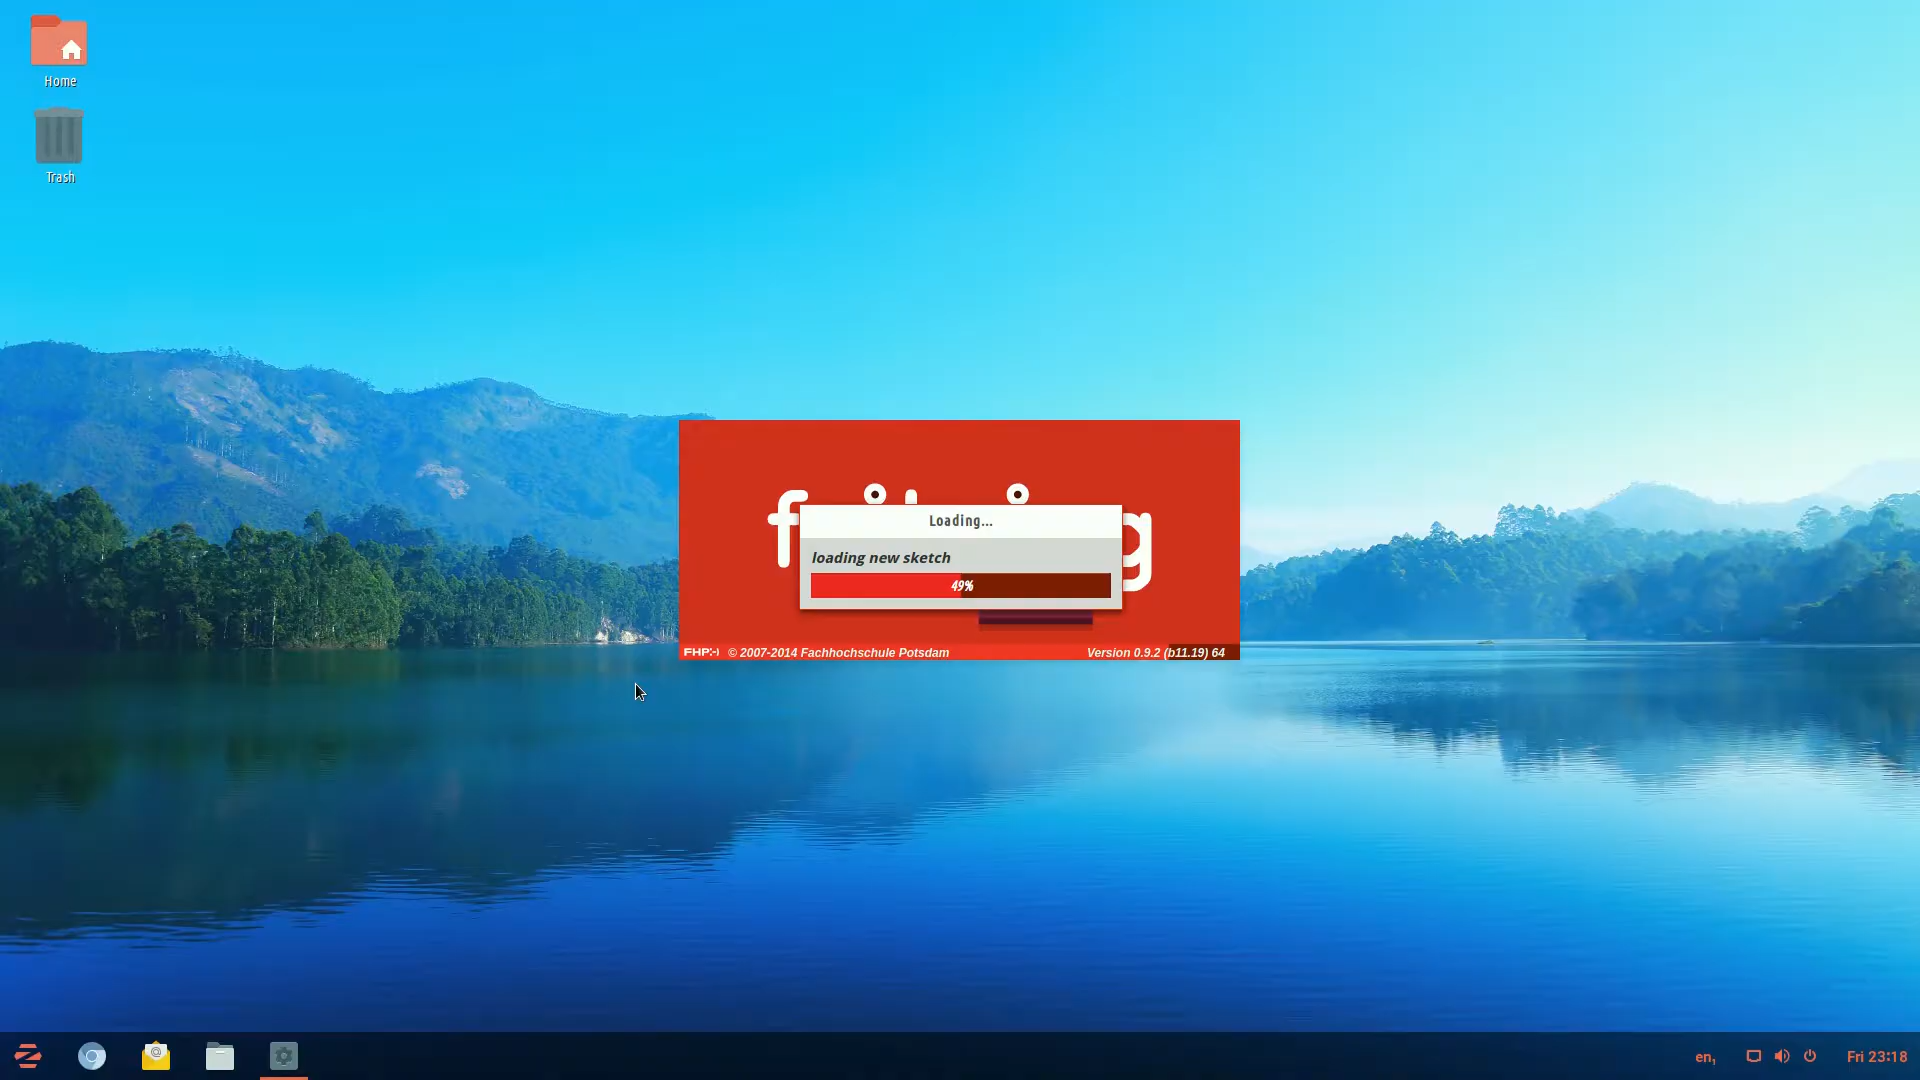 Home
Trash
Loading...
loading new sketch
49%
FHP
© 2007-2014 Fachhochschule Potsdam
Version 0.9.2 (b11.19) 64
en₁
Fri 23:18